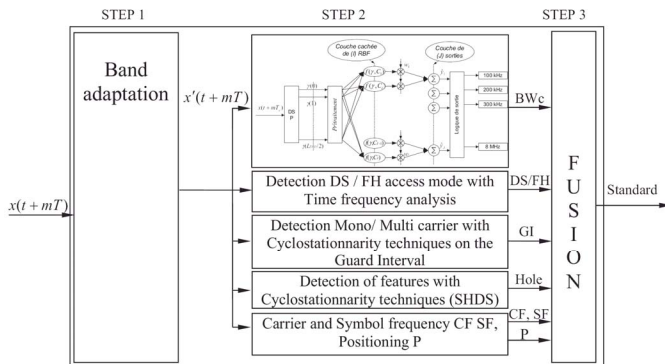 STEP 1
STEP 2
STEP 3
Band
adaptation
x(t + mT)
x'(t + mT)
Couche cachée
de (I) RBF
Couche de
(J) sorties
DS
P
Prétraitement
Logique de sortie
100 kHz
200 kHz
300 kHz
8 MHz
BWc
Detection DS / FH access mode with
Time frequency analysis
DS/FH
Detection Mono/ Multi carrier with
Cyclostationnarity techniques on the
Guard Interval
GI
Detection of features with
Cyclostationnarity techniques (SHDS)
Hole
Carrier and Symbol frequency CF SF,
Positioning P
CF, SF
P
FUSION
Standard